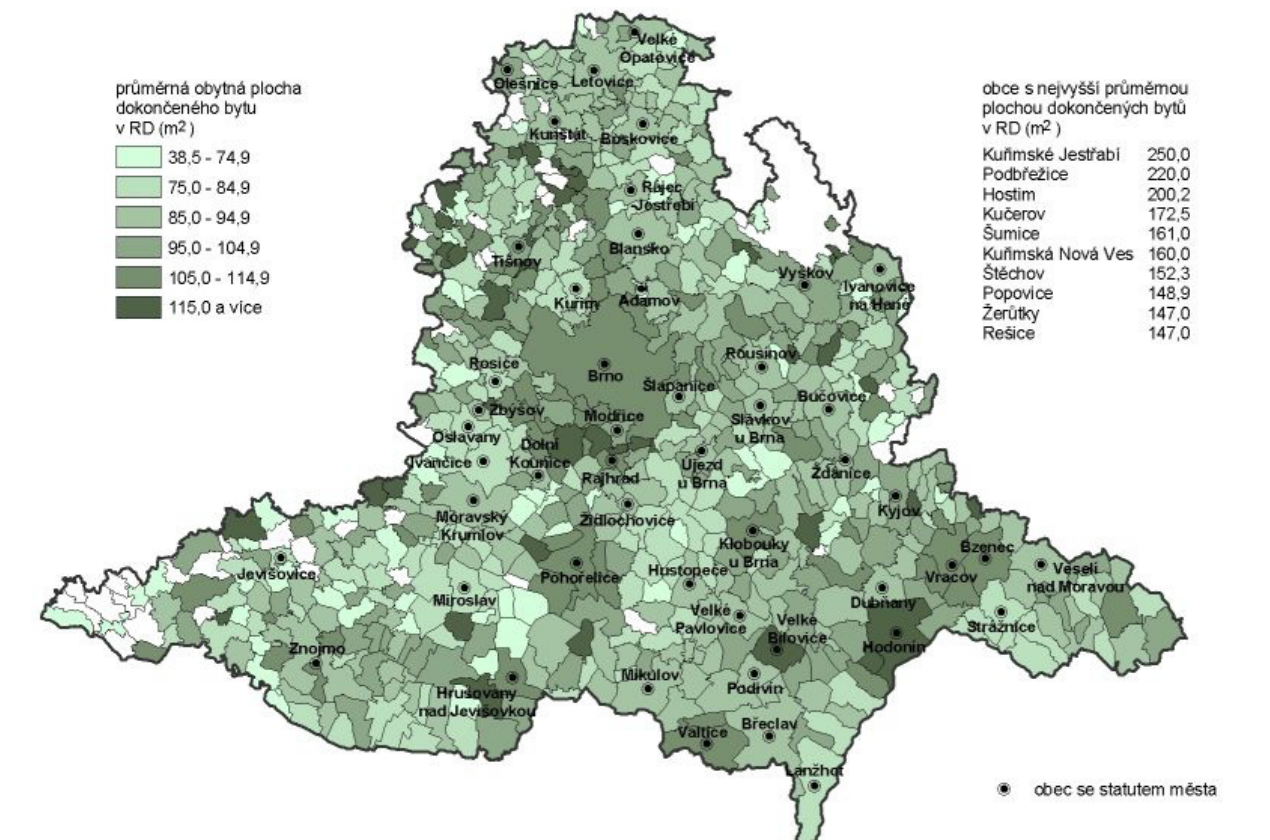 průměrná obytná plocha
dokončeného bytu
v RD (m²)
38,5 - 74,9
75,0 - 84,9
85,0 - 94,9
95,0 - 104,9
105,0 - 114,9
115,0 a více
obce s nejvyšší průměrnou
plochou dokončených bytů
v RD (m²)
Kuřimské Jestřabí 250,0
Podbřežice 220,0
Hostim 200,2
Kučerov 172,5
Šumice 161,0
Kuřimská Nová Ves 160,0
Štěchov 152,3
Popovice 148,9
Žerůtky 147,0
Rešice 147,0
Velké
Opatovice
Olešnice
Letovice
Kunštát
Boskovice
Rájec
-Jestřebí
Blansko
Tišnov
Vyškov
Ivanovice
na Hané
Kuřim
Adamov
Rosice
Brno
Rousínov
Šlapanice
Bučovice
Zbýšov
Modřice
Slavkov
u Brna
Oslavany
Dolní
Kounice
Ivančice
Rajhrad
Újezd
u Brna
Ždánice
Moravský
Krumlov
Židlochovice
Kyjov
Klobouky
u Brna
Bzenec
Jevišovice
Pohořelice
Hustopeče
Vracov
Veselí
nad Moravou
Miroslav
Dubňany
Velké
Pavlovice
Velké
Bílovice
Strážnice
Znojmo
Hodonín
Mikulov
Podivín
Hrušovany
nad Jevišovkou
Valtice
Břeclav
Lanžhot
obec se statutem města